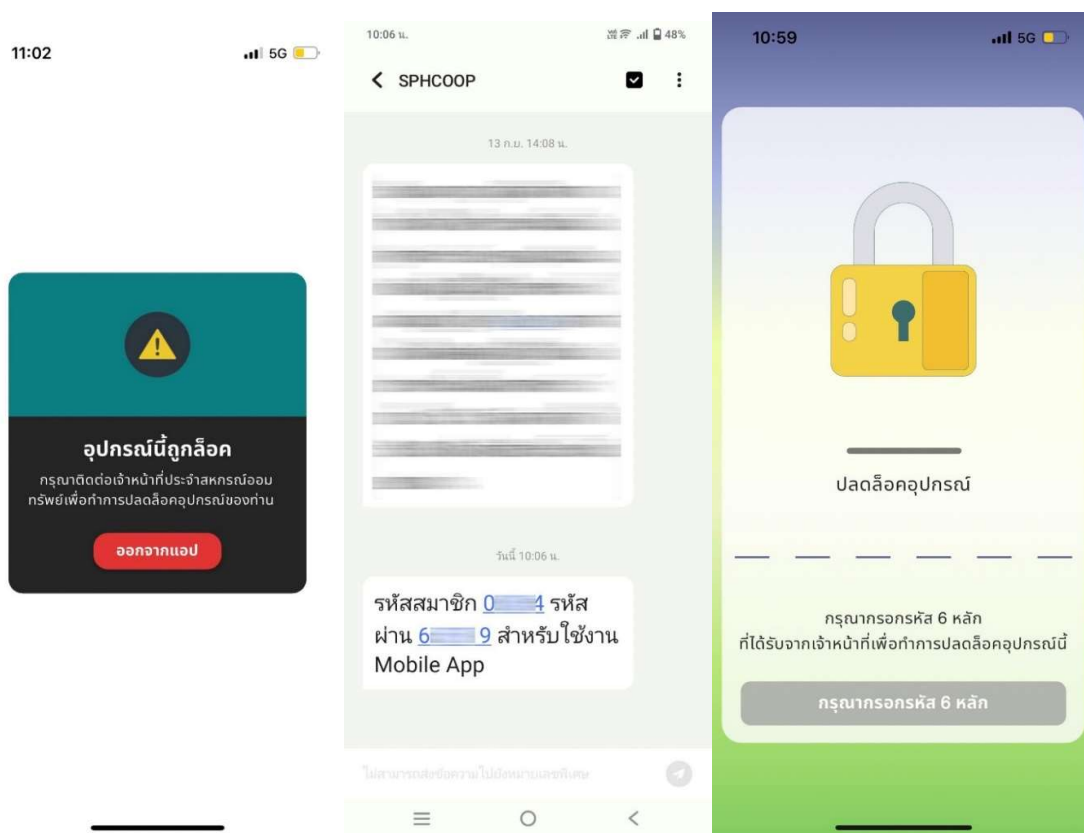 11:02
5G
อุปกรณ์นี้ถูกล็อค
กรุณาติดต่อเจ้าหน้าที่ประจำสหกรณ์ออม
ทรัพย์เพื่อทำการปลดล็อคอุปกรณ์ของท่าน
ออกจากแอป
10:06 น.
48%
SPHCOOP
13 ก.ย. 14:08 น.
วันนี้ 10:06 น.
รหัสสมาชิก 0 4 รหัส
ผ่าน 6 9 สำหรับใช้งาน
Mobile App
ไม่สามารถส่งข้อความไปยังหมายเลขพิเศษ
10:59
5G
ปลดล็อคอุปกรณ์
กรุณากรอกรหัส 6 หลัก
ที่ได้รับจากเจ้าหน้าที่เพื่อทำการปลดล็อคอุปกรณ์นี้
กรุณากรอกรหัส 6 หลัก